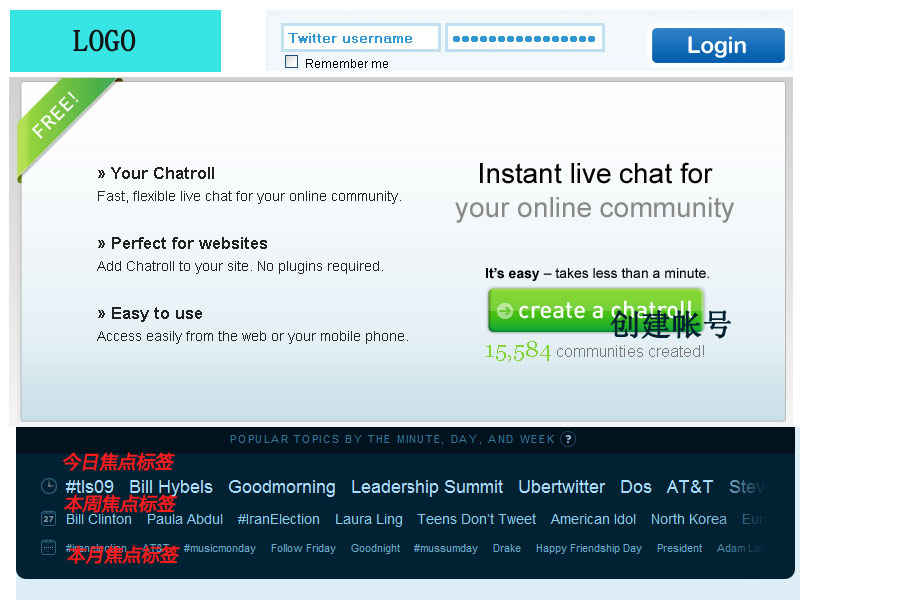 LOGO
Twitter username
Login
Remember me
FREE!
» Your Chatroll
Fast, flexible live chat for your online community.
» Perfect for websites
Add Chatroll to your site. No plugins required.
» Easy to use
Access easily from the web or your mobile phone.
Instant live chat for
your online community
It's easy – takes less than a minute.
create a chatroll!
创建帐号
15,584 communities created!
POPULAR TOPICS BY THE MINUTE, DAY, AND WEEK ?
今日焦点标签
#tls09 Bill Hybels Goodmorning Leadership Summit Ubertwitter Dos AT&T
本周焦点标签
27 Bill Clinton Paula Abdul #IranElection Laura Ling Teens Don't Tweet American Idol North Korea
#iranelection AT&T #musicmonday Follow Friday Goodnight #mussumday Drake Happy Friendship Day President Adam
本月焦点标签